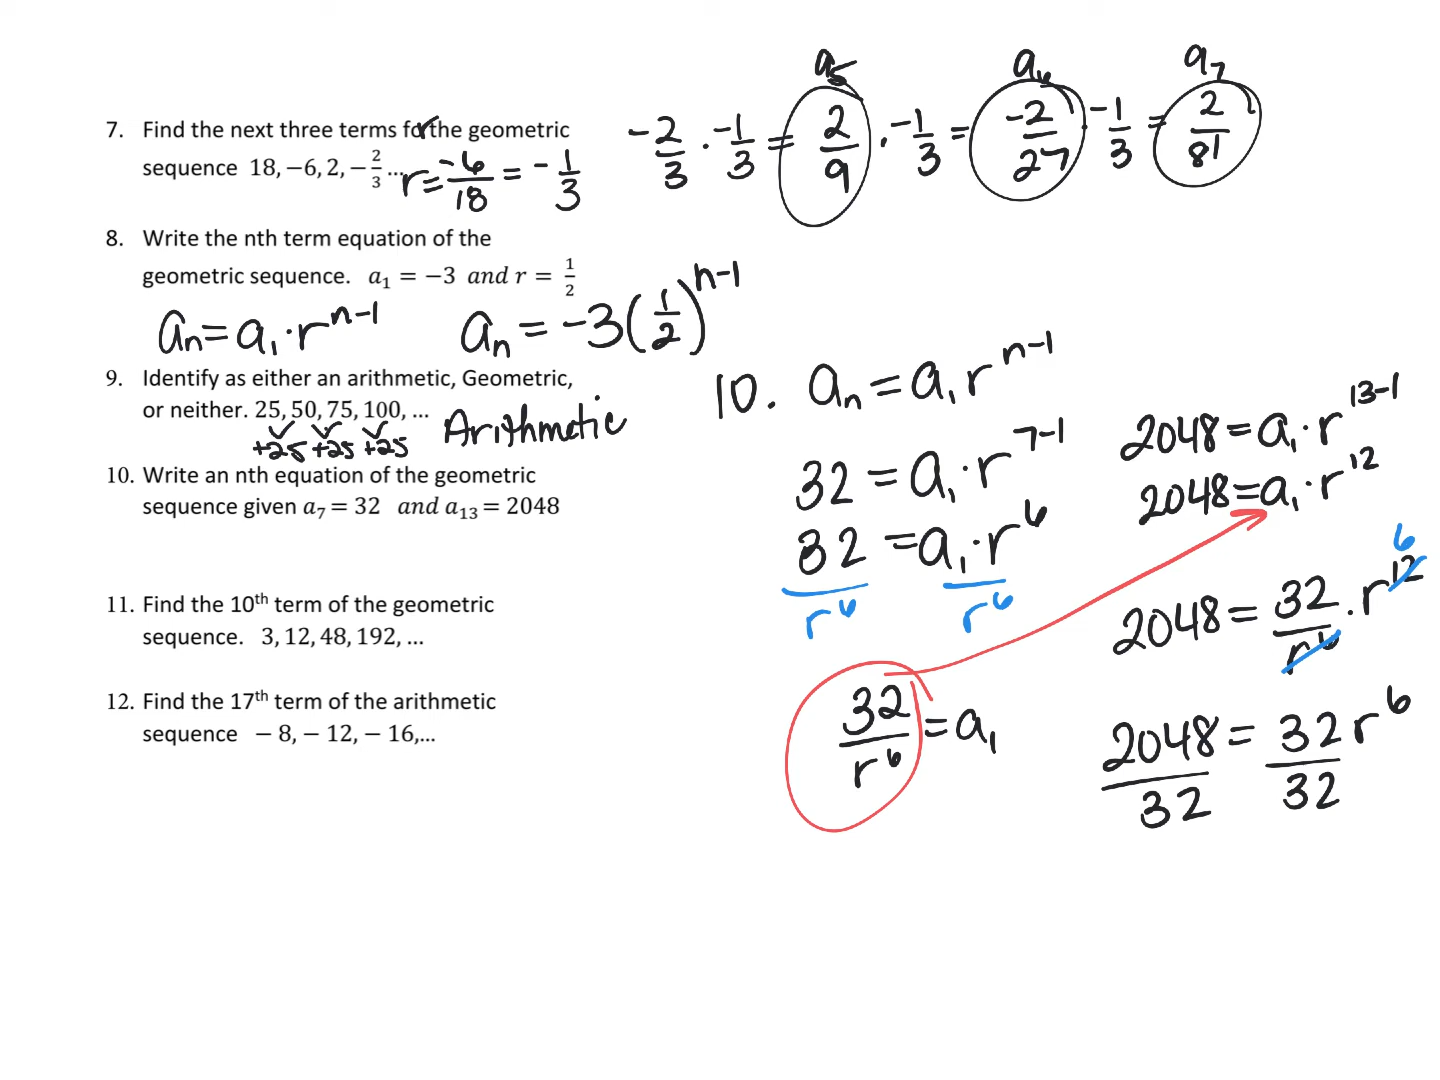 7. Find the next three terms for the geometric
sequence 18, −6, 2, −2/3 ...
r = -6/18 = -1/3
-2/3 · -1/3 = 2/9 · -1/3 = -2/27 · -1/3 = 2/81
a5 a6 a7
8. Write the nth term equation of the
geometric sequence. a₁ = −3 and r = 1/2
an = a₁ · r^(n-1) an = -3(1/2)^(n-1)
9. Identify as either an arithmetic, Geometric,
or neither. 25, 50, 75, 100, ...
+25 +25 +25 Arithmetic
10. Write an nth equation of the geometric
sequence given a₇ = 32 and a₁₃ = 2048
11. Find the 10th term of the geometric
sequence. 3, 12, 48, 192, ...
12. Find the 17th term of the arithmetic
sequence − 8, − 12, − 16,...
10. an = a₁ r^(n-1)
32 = a₁ · r^(7-1)
32 = a₁ · r^6
r^6 r^6
32/r^6 = a₁
2048 = a₁ · r^(13-1)
2048 = a₁ · r^12
6
2048 = 32/r^6 · r^12
2048/32 = 32r^6/32